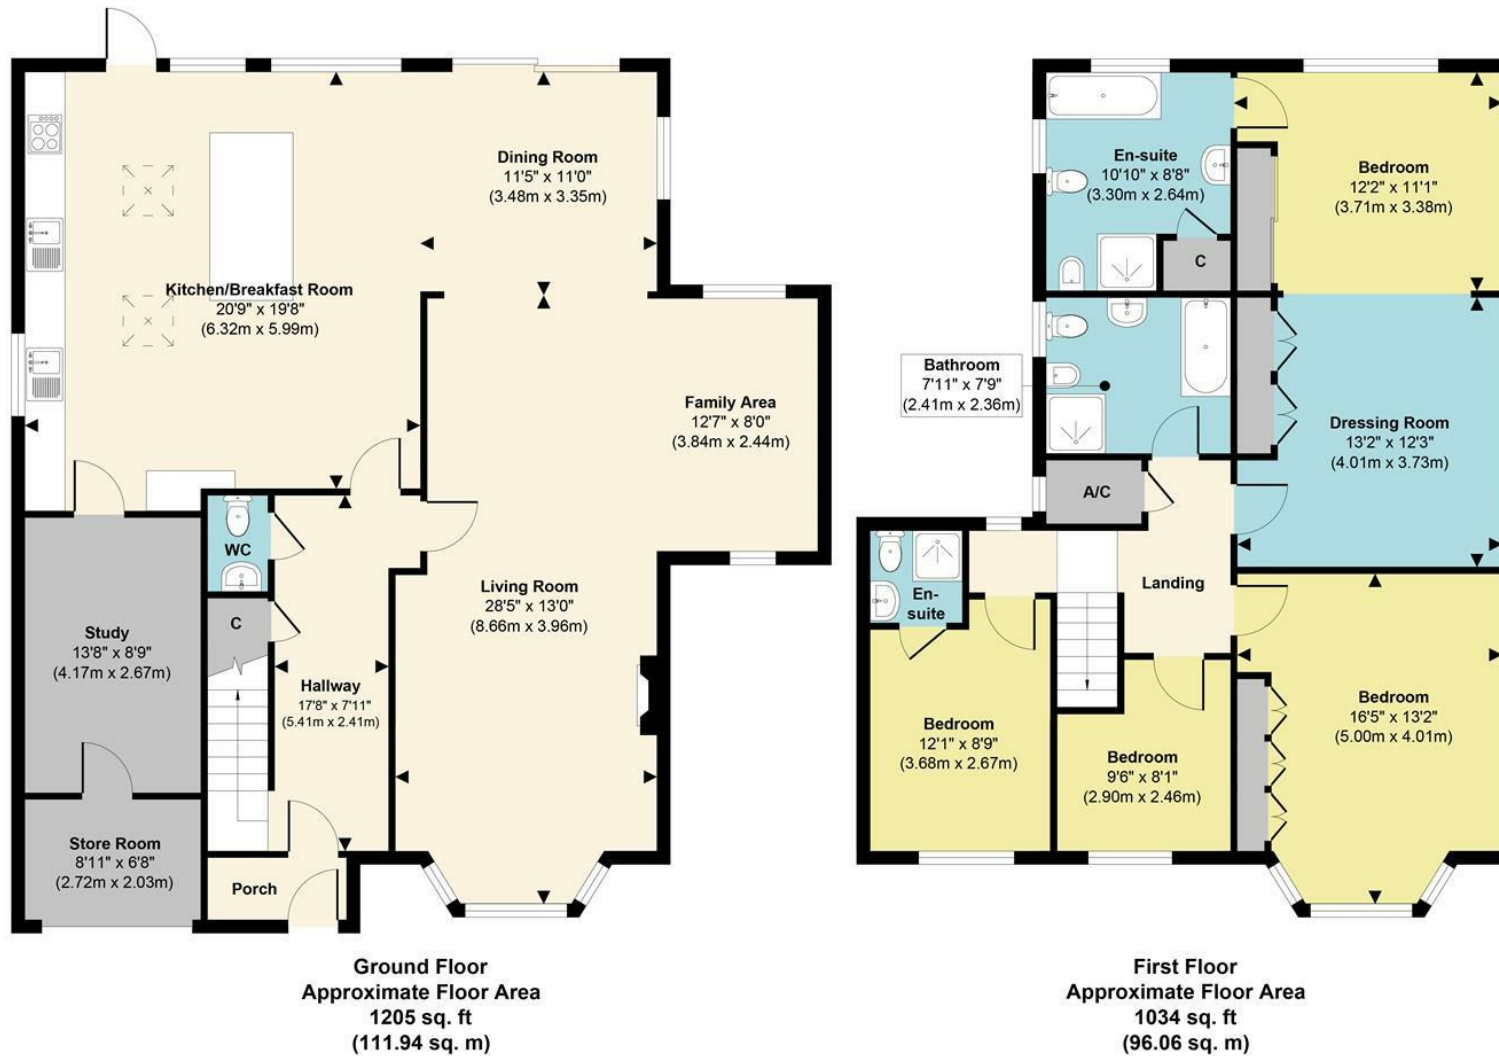 Dining Room
11'5" x 11'0"
(3.48m x 3.35m)
Kitchen/Breakfast Room
20'9" x 19'8"
(6.32m x 5.99m)
Family Area
12'7" x 8'0"
(3.84m x 2.44m)
WC
Living Room
28'5" x 13'0"
(8.66m x 3.96m)
C
Study
13'8" x 8'9"
(4.17m x 2.67m)
Hallway
17'8" x 7'11"
(5.41m x 2.41m)
Store Room
8'11" x 6'8"
(2.72m x 2.03m)
Porch
Ground Floor
Approximate Floor Area
1205 sq. ft
(111.94 sq. m)
En-suite
10'10" x 8'8"
(3.30m x 2.64m)
Bedroom
12'2" x 11'1"
(3.71m x 3.38m)
C
Bathroom
7'11" x 7'9"
(2.41m x 2.36m)
Dressing Room
13'2" x 12'3"
(4.01m x 3.73m)
A/C
Landing
En-
suite
Bedroom
12'1" x 8'9"
(3.68m x 2.67m)
Bedroom
9'6" x 8'1"
(2.90m x 2.46m)
Bedroom
16'5" x 13'2"
(5.00m x 4.01m)
First Floor
Approximate Floor Area
1034 sq. ft
(96.06 sq. m)